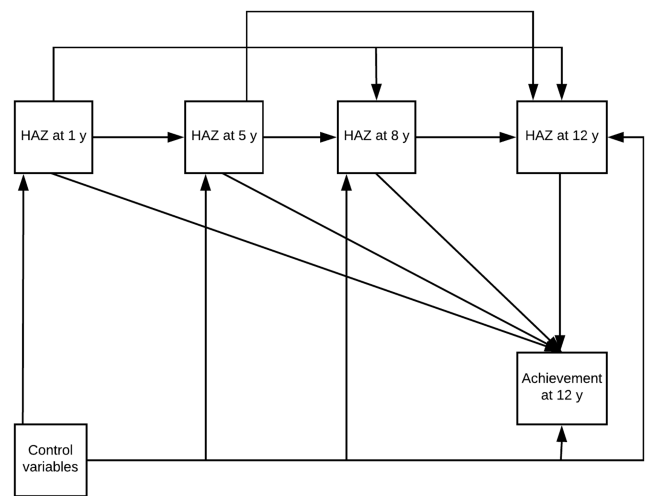 HAZ at 1 y
HAZ at 5 y
HAZ at 8 y
HAZ at 12 y
Achievement
at 12 y
Control
variables